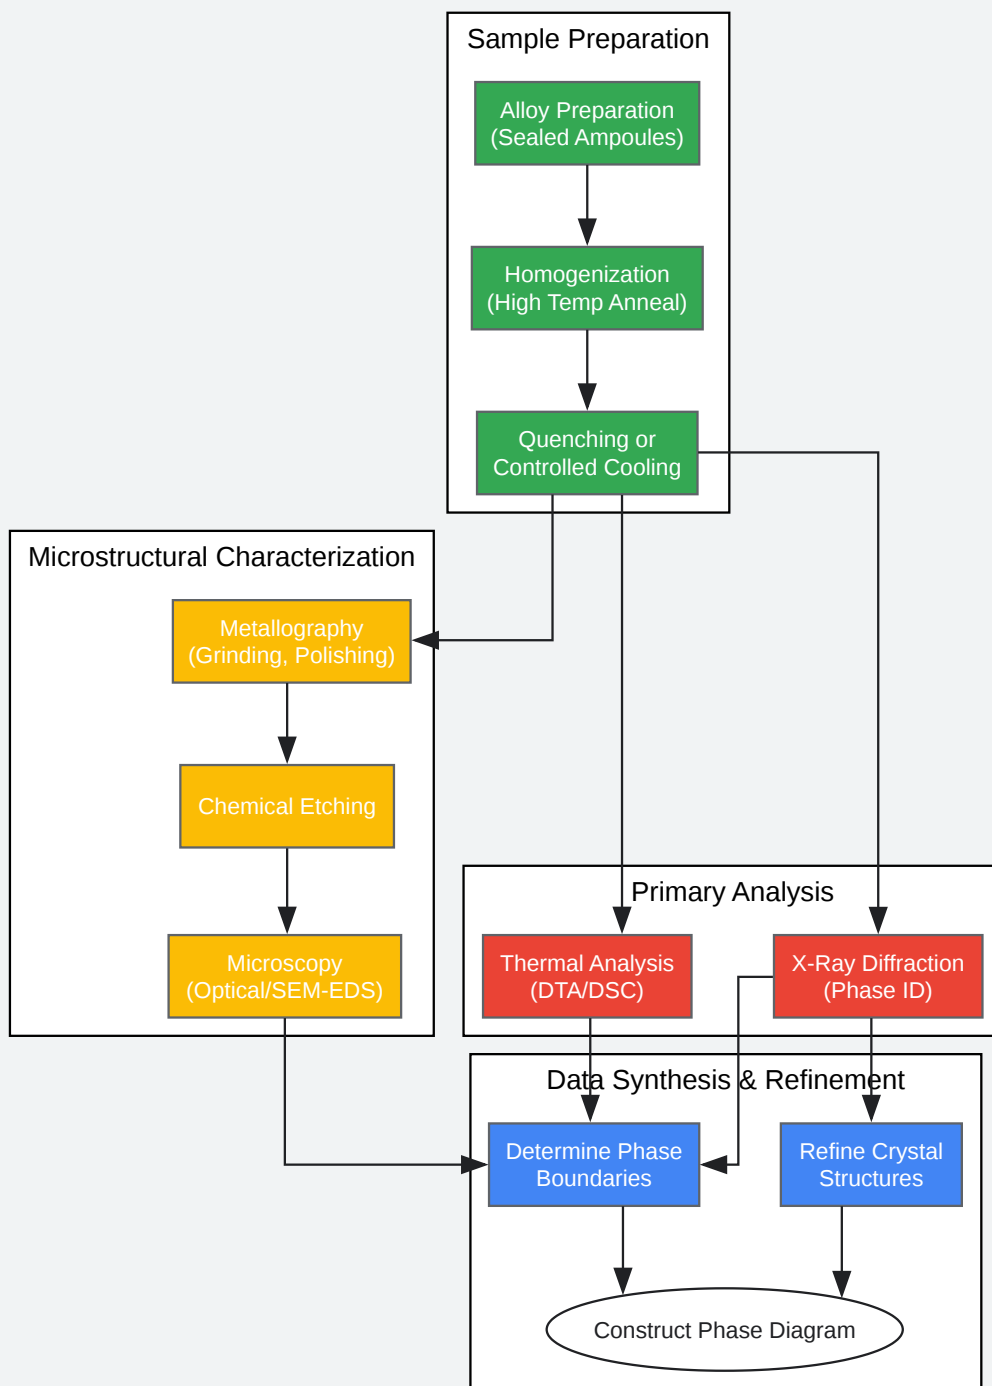 Sample Preparation
Alloy Preparation
(Sealed Ampoules)
Homogenization
(High Temp Anneal)
Quenching or
Controlled Cooling
Microstructural Characterization
Metallography
(Grinding, Polishing)
Chemical Etching
Microscopy
(Optical/SEM-EDS)
Primary Analysis
Thermal Analysis
(DTA/DSC)
X-Ray Diffraction
(Phase ID)
Data Synthesis & Refinement
Determine Phase
Boundaries
Refine Crystal
Structures
Construct Phase Diagram